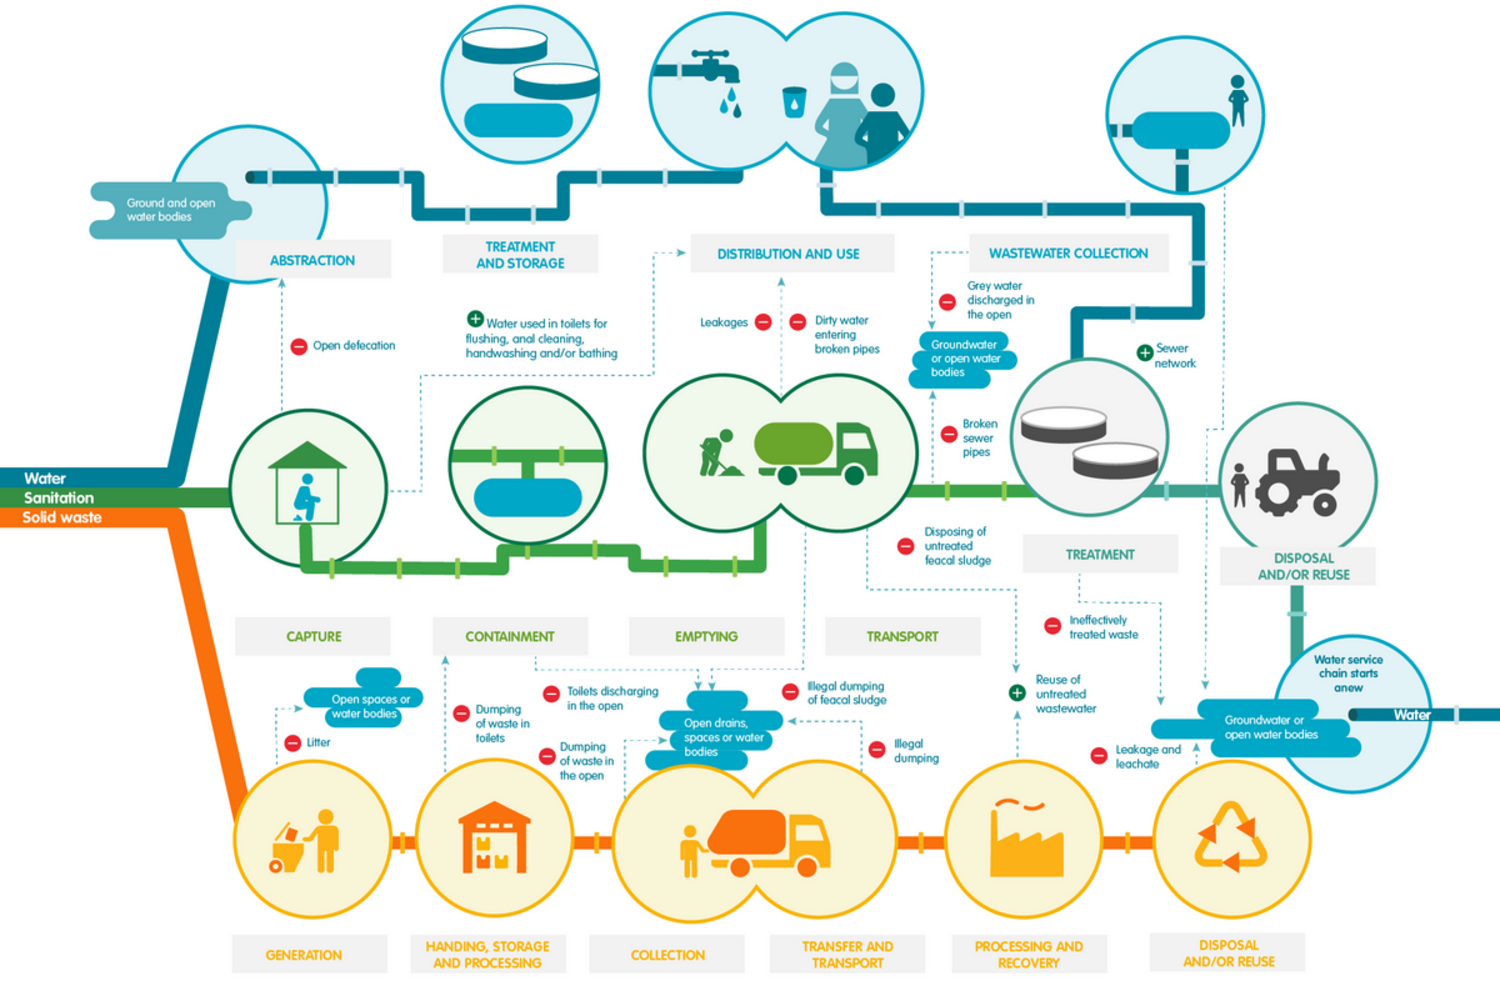 Ground and open
water bodies
ABSTRACTION
TREATMENT
AND STORAGE
DISTRIBUTION AND USE
WASTEWATER COLLECTION
Open defecation
Water used in toilets for
flushing, anal cleaning,
handwashing and/or bathing
Leakages
Dirty water
entering
broken pipes
Grey water
discharged in
the open
Groundwater
or open water
bodies
Sewer
network
Broken
sewer
pipes
Water
Sanitation
Solid waste
Disposing of
untreated
feacal sludge
TREATMENT
DISPOSAL
AND/OR REUSE
CAPTURE
CONTAINMENT
EMPTYING
TRANSPORT
Ineffectively
treated waste
Water service
chain starts
anew
Water
Groundwater or
open water bodies
Open spaces or
water bodies
Litter
Dumping
of waste in
toilets
Toilets discharging
in the open
Dumping
of waste in
the open
Open drains,
spaces or water
bodies
Illegal dumping
of feacal sludge
Illegal
dumping
Reuse of
untreated
wastewater
Leakage and
leachate
GENERATION
HANDING, STORAGE
AND PROCESSING
COLLECTION
TRANSFER AND
TRANSPORT
PROCESSING AND
RECOVERY
DISPOSAL
AND/OR REUSE